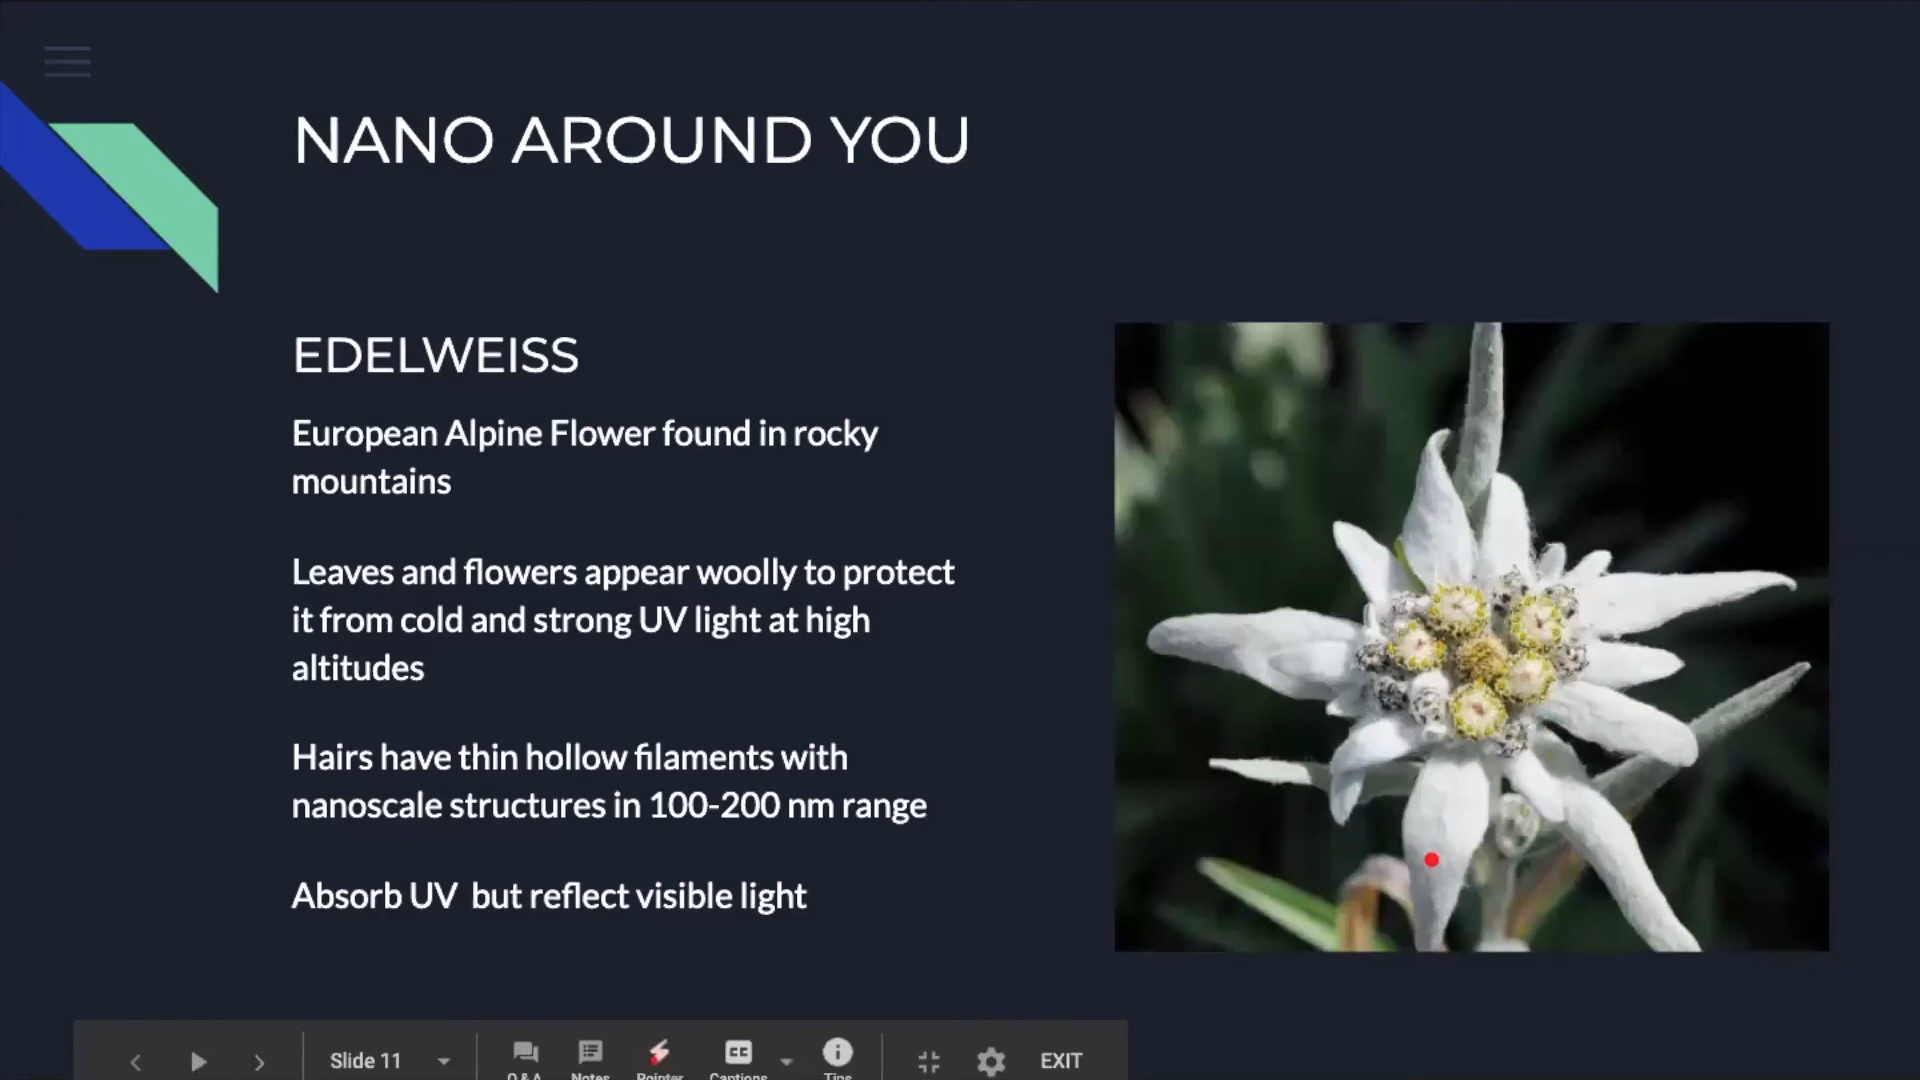 NANO AROUND YOU
EDELWEISS
European Alpine Flower found in rocky
mountains
Leaves and flowers appear woolly to protect
it from cold and strong UV light at high
altitudes
Hairs have thin hollow filaments with
nanoscale structures in 100-200 nm range
Absorb UV but reflect visible light
Slide 11
Q & A
Notes
Pointer
CC
Captions
Tips
EXIT